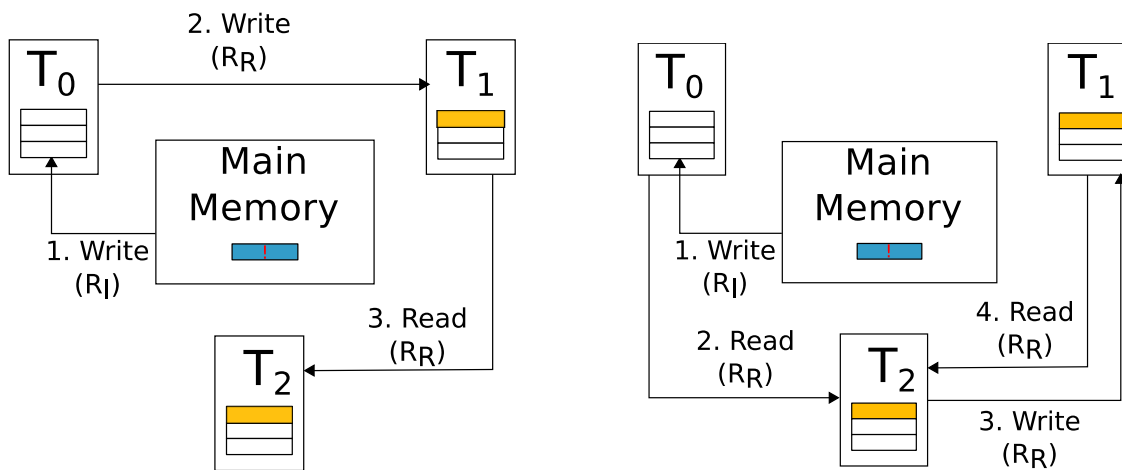 2. Write
(RR)
T0
T1
Main
Memory
!
1. Write
(RI)
3. Read
(RR)
T2
T0
T1
Main
Memory
!
1. Write
(RI)
2. Read
(RR)
4. Read
(RR)
T2
3. Write
(RR)